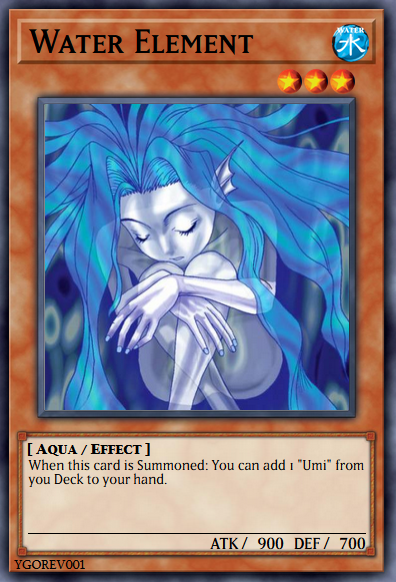 Water Element
WATER
水
[ Aqua / Effect ]
When this card is Summoned: You can add 1 "Umi" from
you Deck to your hand.
ATK / 900 DEF / 700
YGOREV001